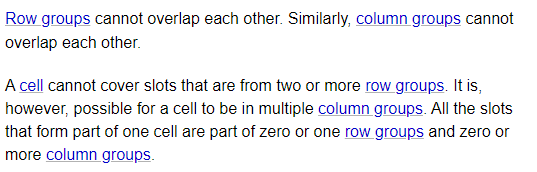 Row groups cannot overlap each other. Similarly, column groups cannot
overlap each other.
A cell cannot cover slots that are from two or more row groups. It is,
however, possible for a cell to be in multiple column groups. All the slots
that form part of one cell are part of zero or one row groups and zero or
more column groups.